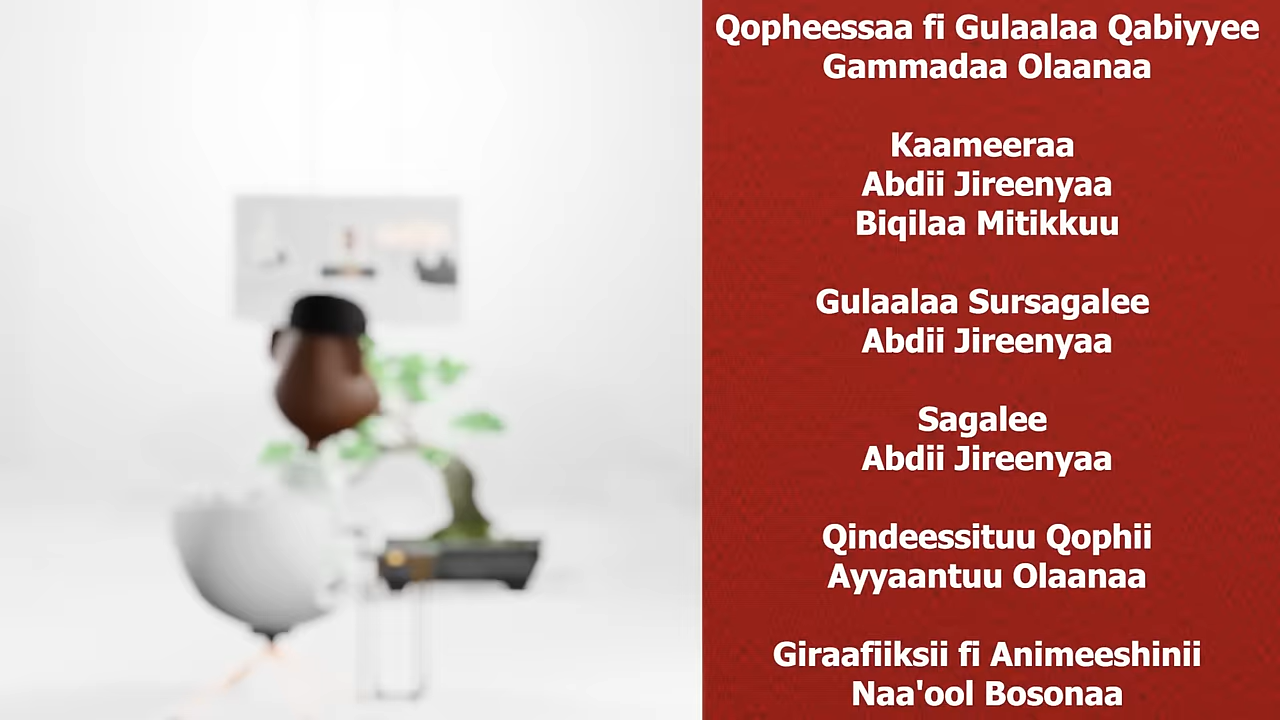 Qopheessaa fi Gulaalaa Qabiyyee
Gammadaa Olaanaa
Kaameeraa
Abdii Jireenyaa
Biqilaa Mitikkuu
Gulaalaa Sursagalee
Abdii Jireenyaa
Sagalee
Abdii Jireenyaa
Qindeessituu Qophii
Ayyaantuu Olaanaa
Giraafiiksii fi Animeeshinii
Naa'ool Bosonaa